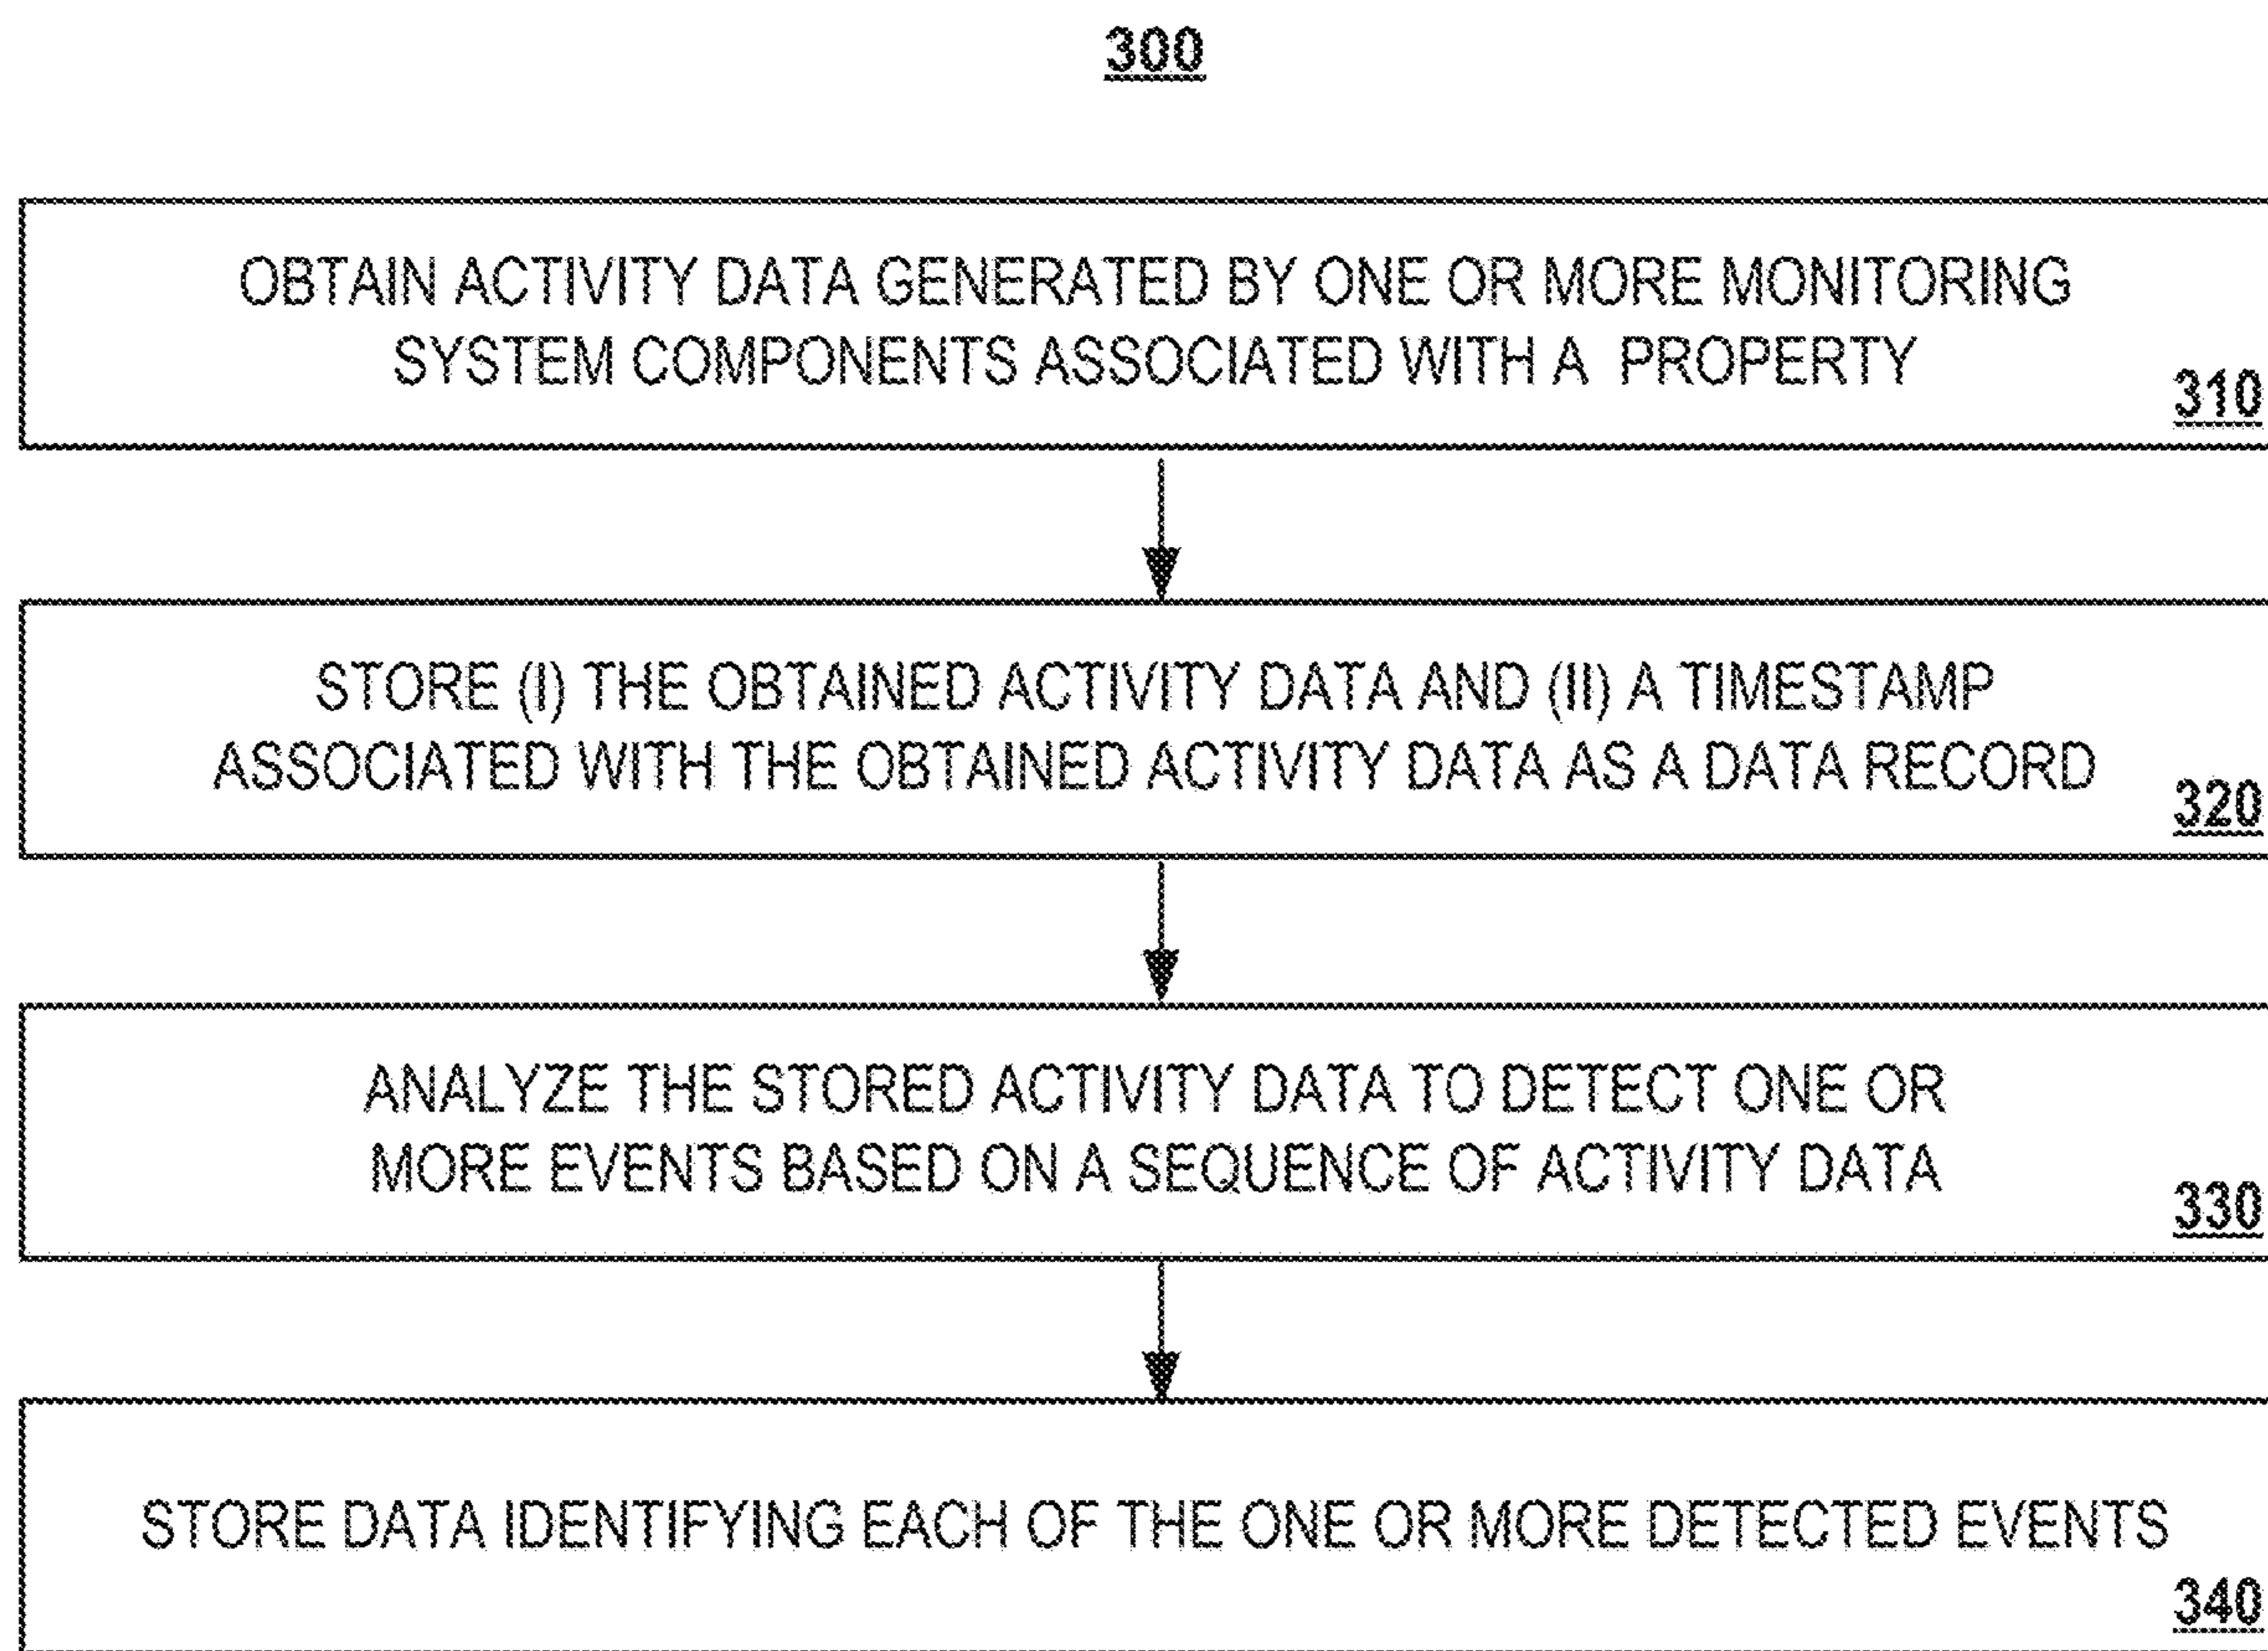 300
OBTAIN ACTIVITY DATA GENERATED BY ONE OR MORE MONITORING
SYSTEM COMPONENTS ASSOCIATED WITH A PROPERTY
310
STORE (I) THE OBTAINED ACTIVITY DATA AND (II) A TIMESTAMP
ASSOCIATED WITH THE OBTAINED ACTIVITY DATA AS A DATA RECORD
320
ANALYZE THE STORED ACTIVITY DATA TO DETECT ONE OR
MORE EVENTS BASED ON A SEQUENCE OF ACTIVITY DATA
330
STORE DATA IDENTIFYING EACH OF THE ONE OR MORE DETECTED EVENTS
340